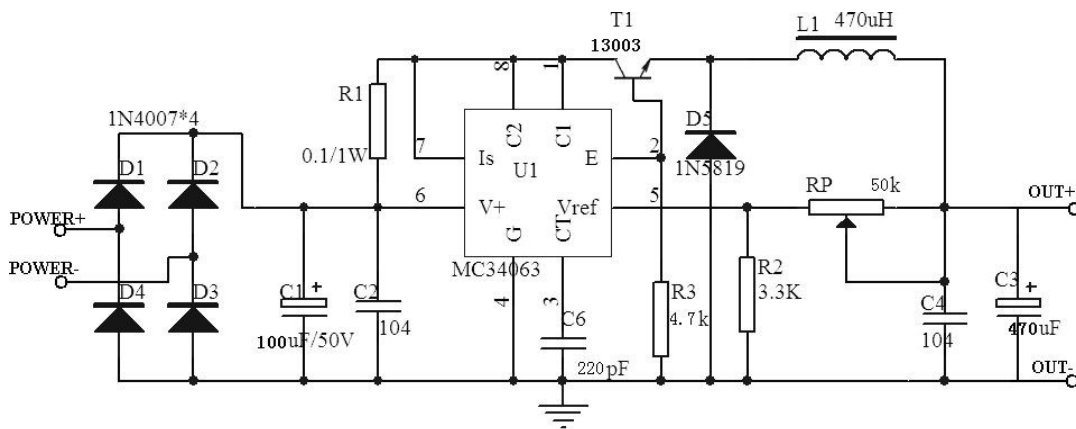 T1
13003
L1
470uH
8
1
R1
1N4007*4
0.1/1W
7
C2
C1
Is
U1
E
2
D5
1N5819
D1
D2
6
V+
Vref
5
RP
50k
OUT+
POWER+
POWER-
G
CT
MC34063
D4
D3
C1
+
C2
4
3
C6
R3
4.7k
R2
3.3K
C4
C3
+
100uF/50V
104
220pF
104
470uF
OUT-